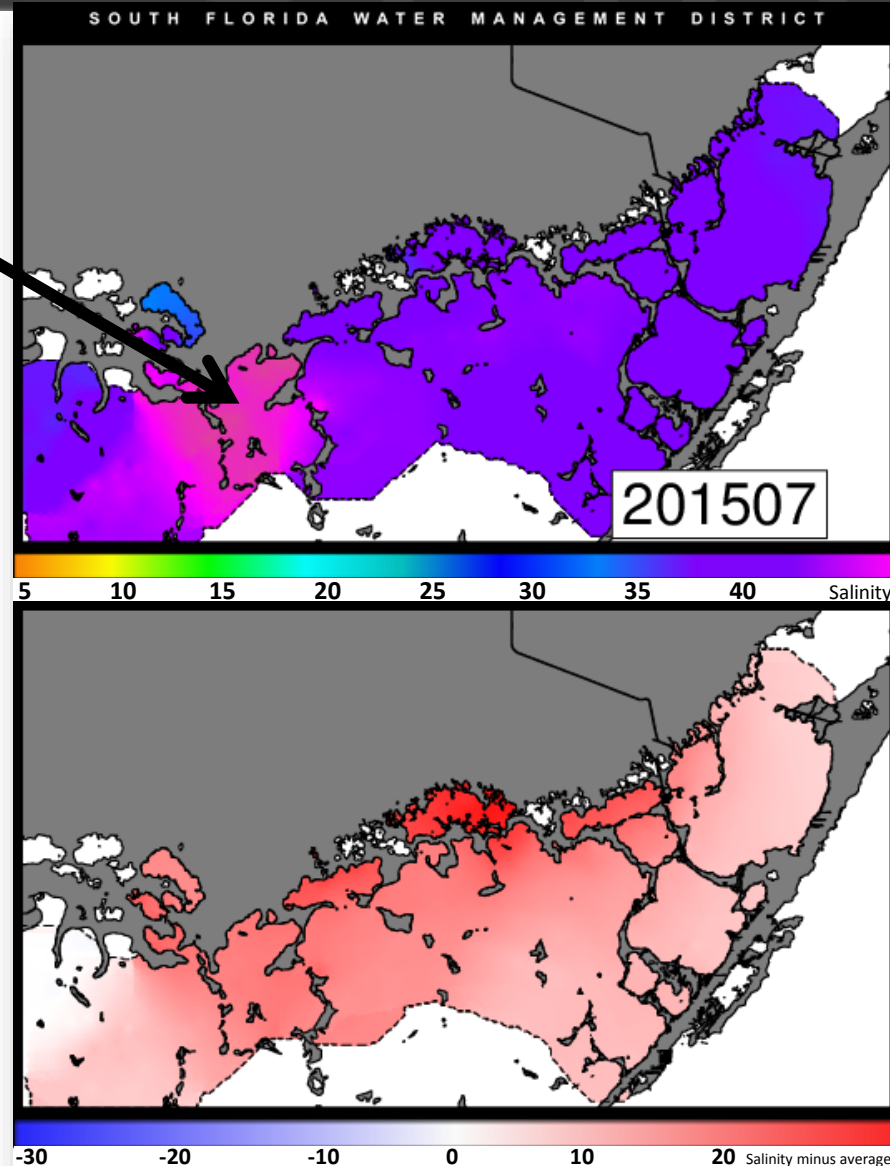 SOUTH FLORIDA WATER MANAGEMENT DISTRICT
201507
5 10 15 20 25 30 35 40 Salinity
-30 -20 -10 0 10 20 Salinity minus average